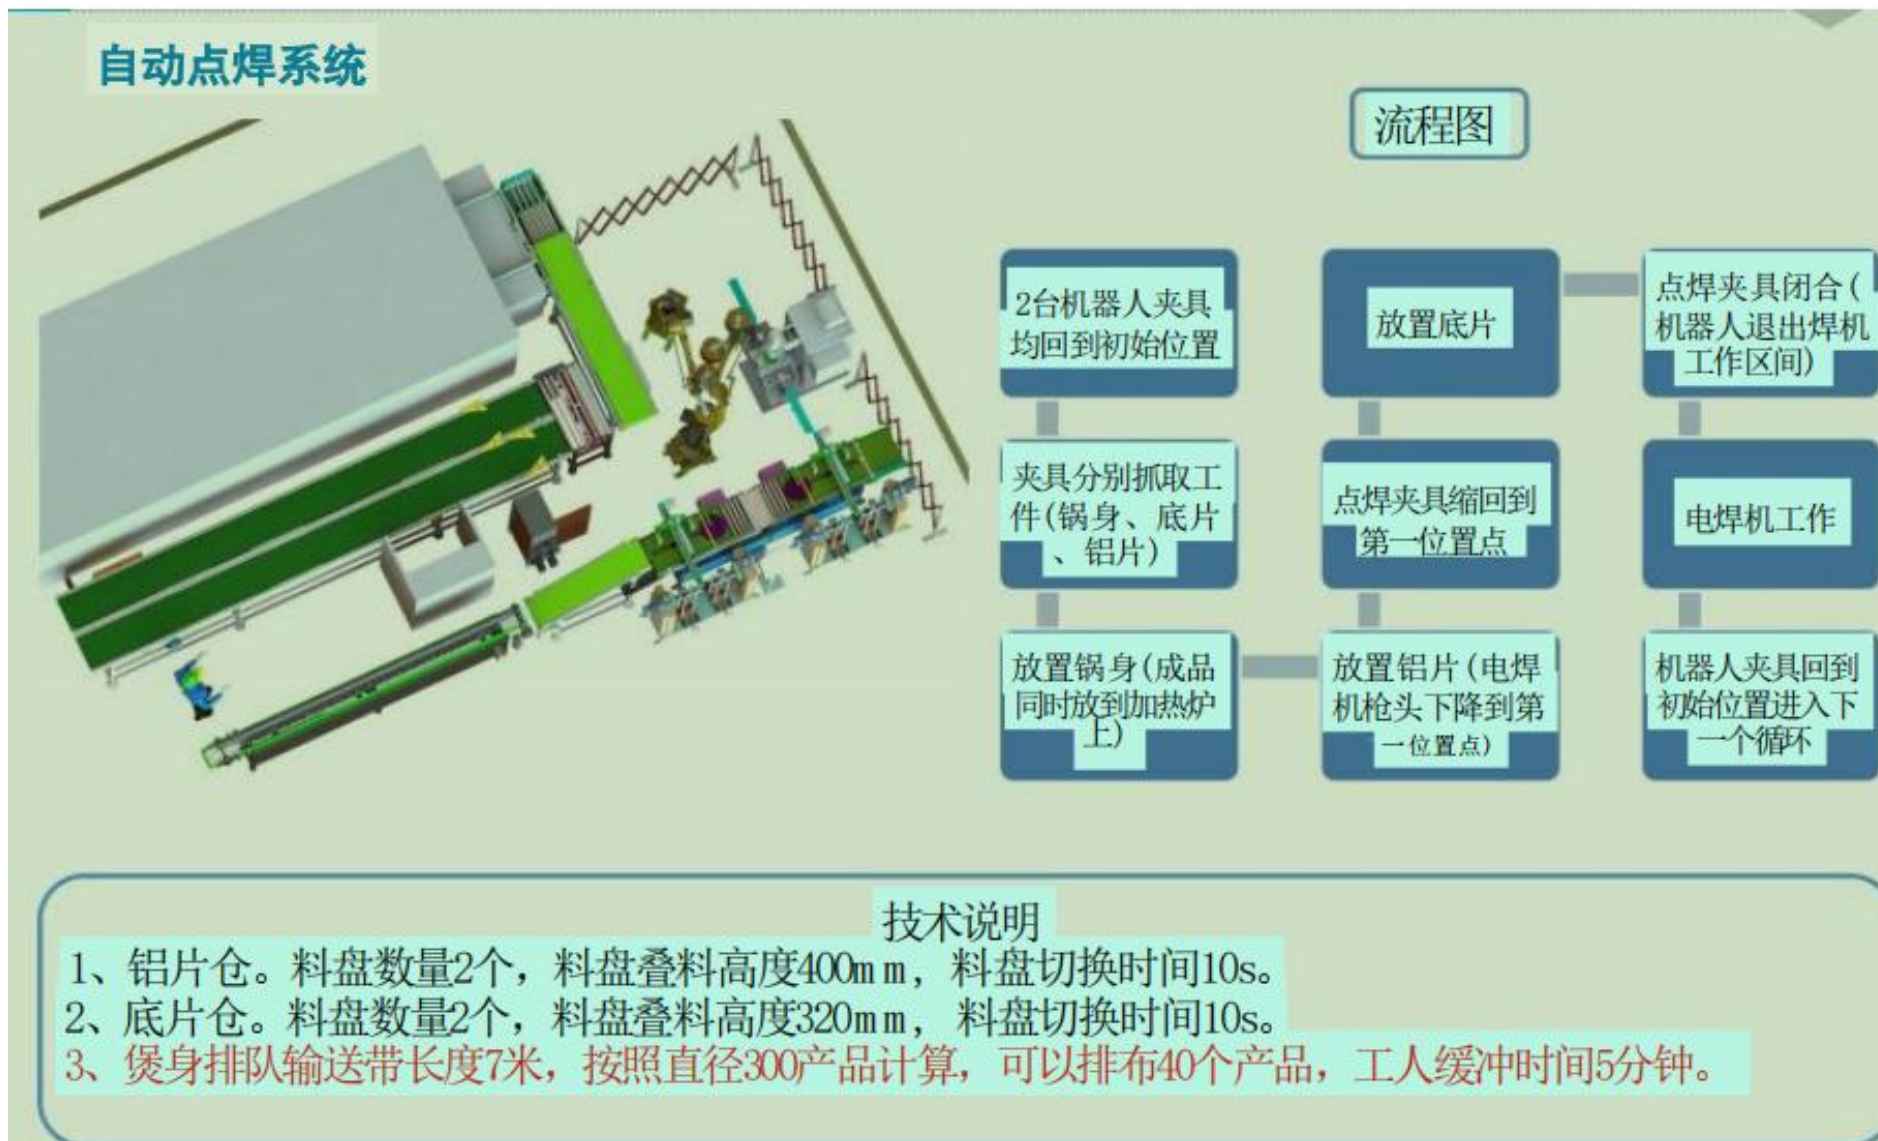 自动点焊系统
流程图
2台机器人夹具
均回到初始位置
夹具分别抓取工
件(锅身、底片
、铝片)
放置锅身(成品
同时放到加热炉
上)
放置铝片(电焊
机枪头下降到第
一位置点)
点焊夹具缩回到
第一位置点
放置底片
点焊夹具闭合(
机器人退出焊机
工作区间)
电焊机工作
机器人夹具回到
初始位置进入下
一个循环
技术说明
1、铝片仓。料盘数量2个，料盘叠料高度400mm, 料盘切换时间10s。
2、底片仓。料盘数量2个，料盘叠料高度320mm, 料盘切换时间10s。
3、煲身排队输送带长度7米，按照直径300产品计算，可以排布40个产品，工人缓冲时间5分钟。